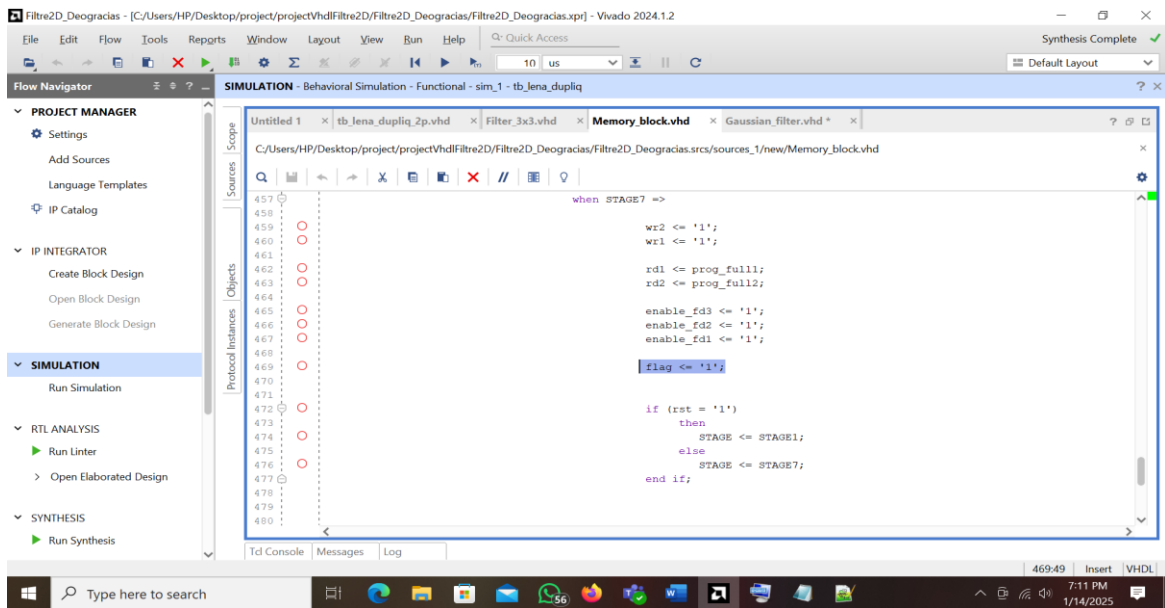 Filtre2D_Deogracias - [C:/Users/HP/Desktop/project/projectVhdlFiltre2D/Filtre2D_Deogracias/Filtre2D_Deogracias.xpr] - Vivado 2024.1.2
File Edit Flow Tools Reports Window Layout View Run Help Q- Quick Access Synthesis Complete
10 us Default Layout
Flow Navigator
SIMULATION - Behavioral Simulation - Functional - sim_1 - tb_lena_dupliq
PROJECT MANAGER
Settings
Add Sources
Language Templates
IP Catalog
IP INTEGRATOR
Create Block Design
Open Block Design
Generate Block Design
SIMULATION
Run Simulation
RTL ANALYSIS
Run Linter
Open Elaborated Design
SYNTHESIS
Run Synthesis
Scope
Sources
Objects
Protocol Instances
Untitled 1 tb_lena_dupliq_2p.vhd Filter_3x3.vhd Memory_block.vhd Gaussian_filter.vhd *
C:/Users/HP/Desktop/project/projectVhdlFiltre2D/Filtre2D_Deogracias/Filtre2D_Deogracias.srcs/sources_1/new/Memory_block.vhd
457 when STAGE7 =>
458
459 wr2 <= '1';
460 wr1 <= '1';
461
462 rd1 <= prog_full1;
463 rd2 <= prog_full2;
464
465 enable_fd3 <= '1';
466 enable_fd2 <= '1';
467 enable_fd1 <= '1';
468
469 flag <= '1';
470
471
472 if (rst = '1')
473 then
474 STAGE <= STAGE1;
475 else
476 STAGE <= STAGE7;
477 end if;
478
479
480
Tcl Console Messages Log
469:49 Insert VHDL
Type here to search
56
7:11 PM
1/14/2025